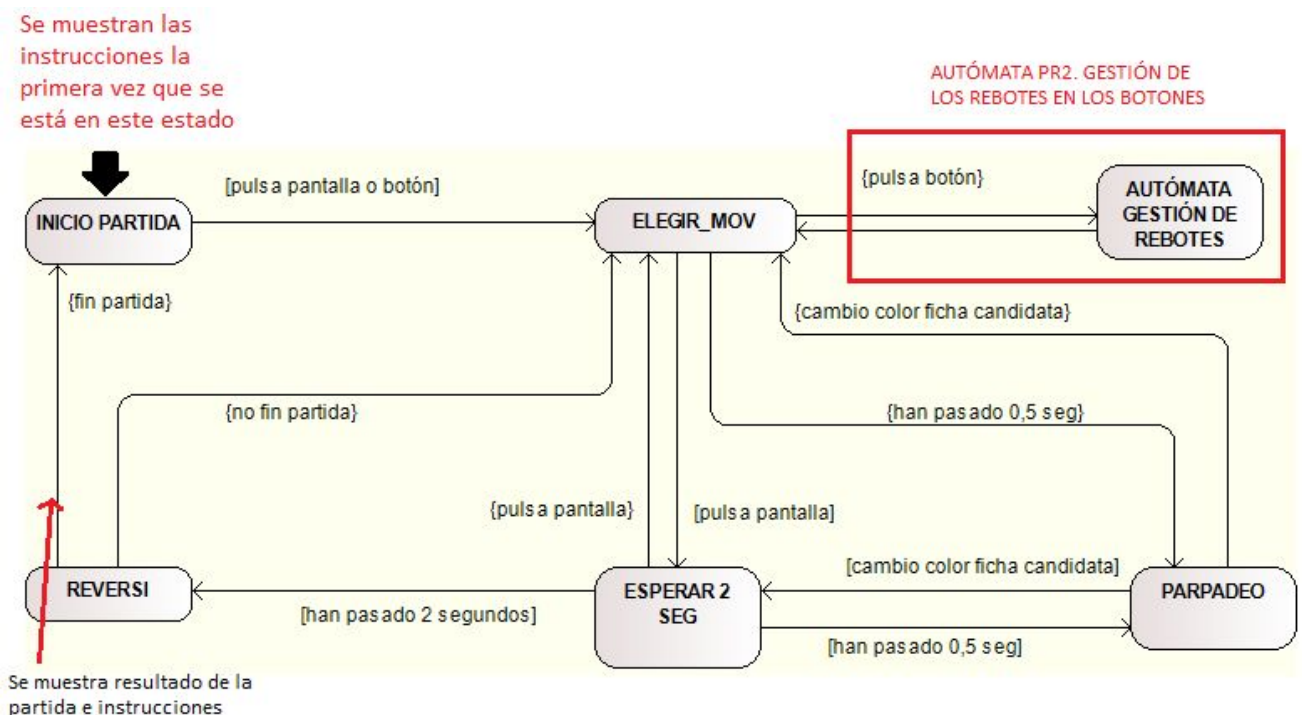 Se muestran las
instrucciones la
primera vez que se
está en este estado
AUTÓMATA PR2. GESTIÓN DE
LOS REBOTES EN LOS BOTONES
[pulsa pantalla o botón]
{pulsa botón}
INICIO PARTIDA
ELEGIR_MOV
AUTÓMATA
GESTIÓN DE
REBOTES
{fin partida}
{cambio color ficha candidata}
{no fin partida}
{han pasado 0,5 seg}
{pulsa pantalla}
[pulsa pantalla]
[cambio color ficha candidata]
REVERSI
ESPERAR 2
SEG
PARPADEO
[han pasado 2 segundos]
[han pasado 0,5 seg]
Se muestra resultado de la
partida e instrucciones